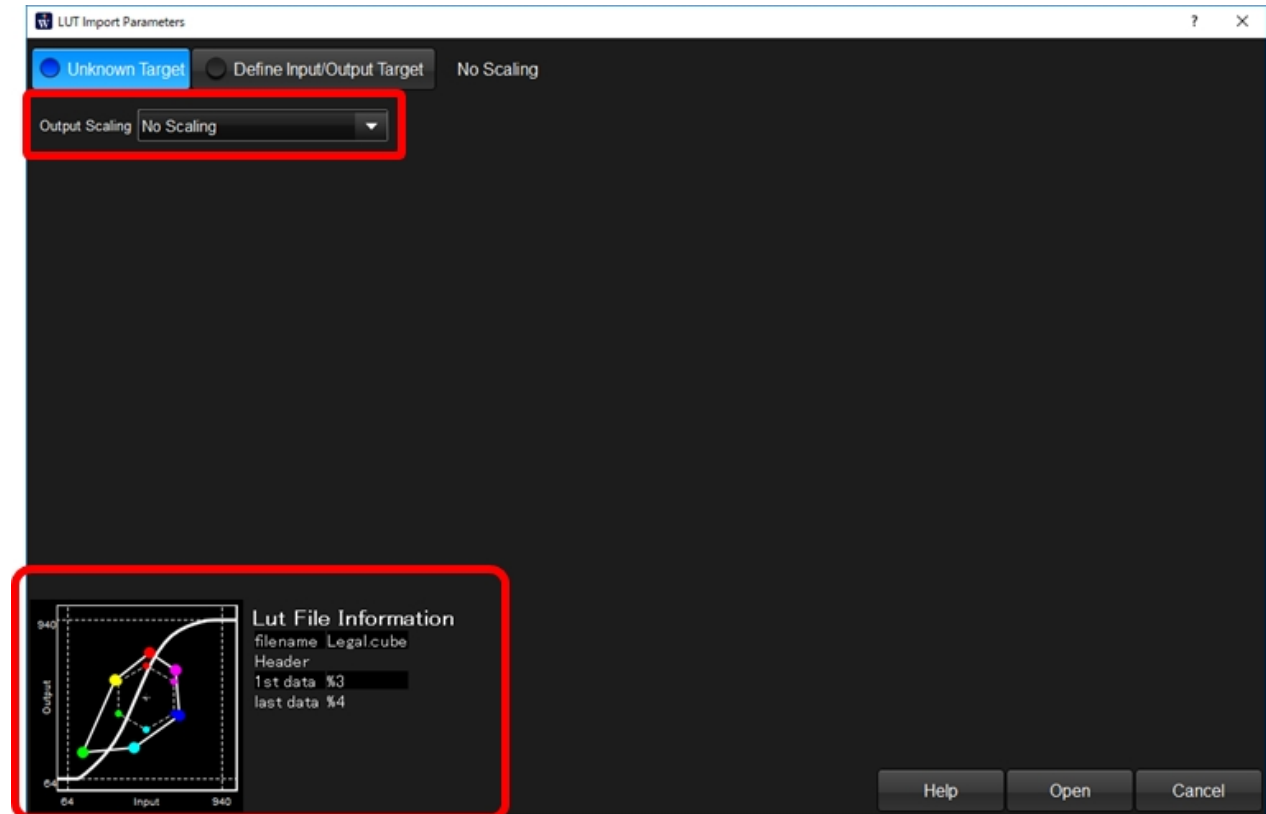 LUT Import Parameters ? ×
Unknown Target Define Input/Output Target No Scaling
Output Scaling No Scaling
Lut File Information
filename Legal.cube
Header
1st data %3
last data %4
940
Output
64
64 Input 940
Help Open Cancel